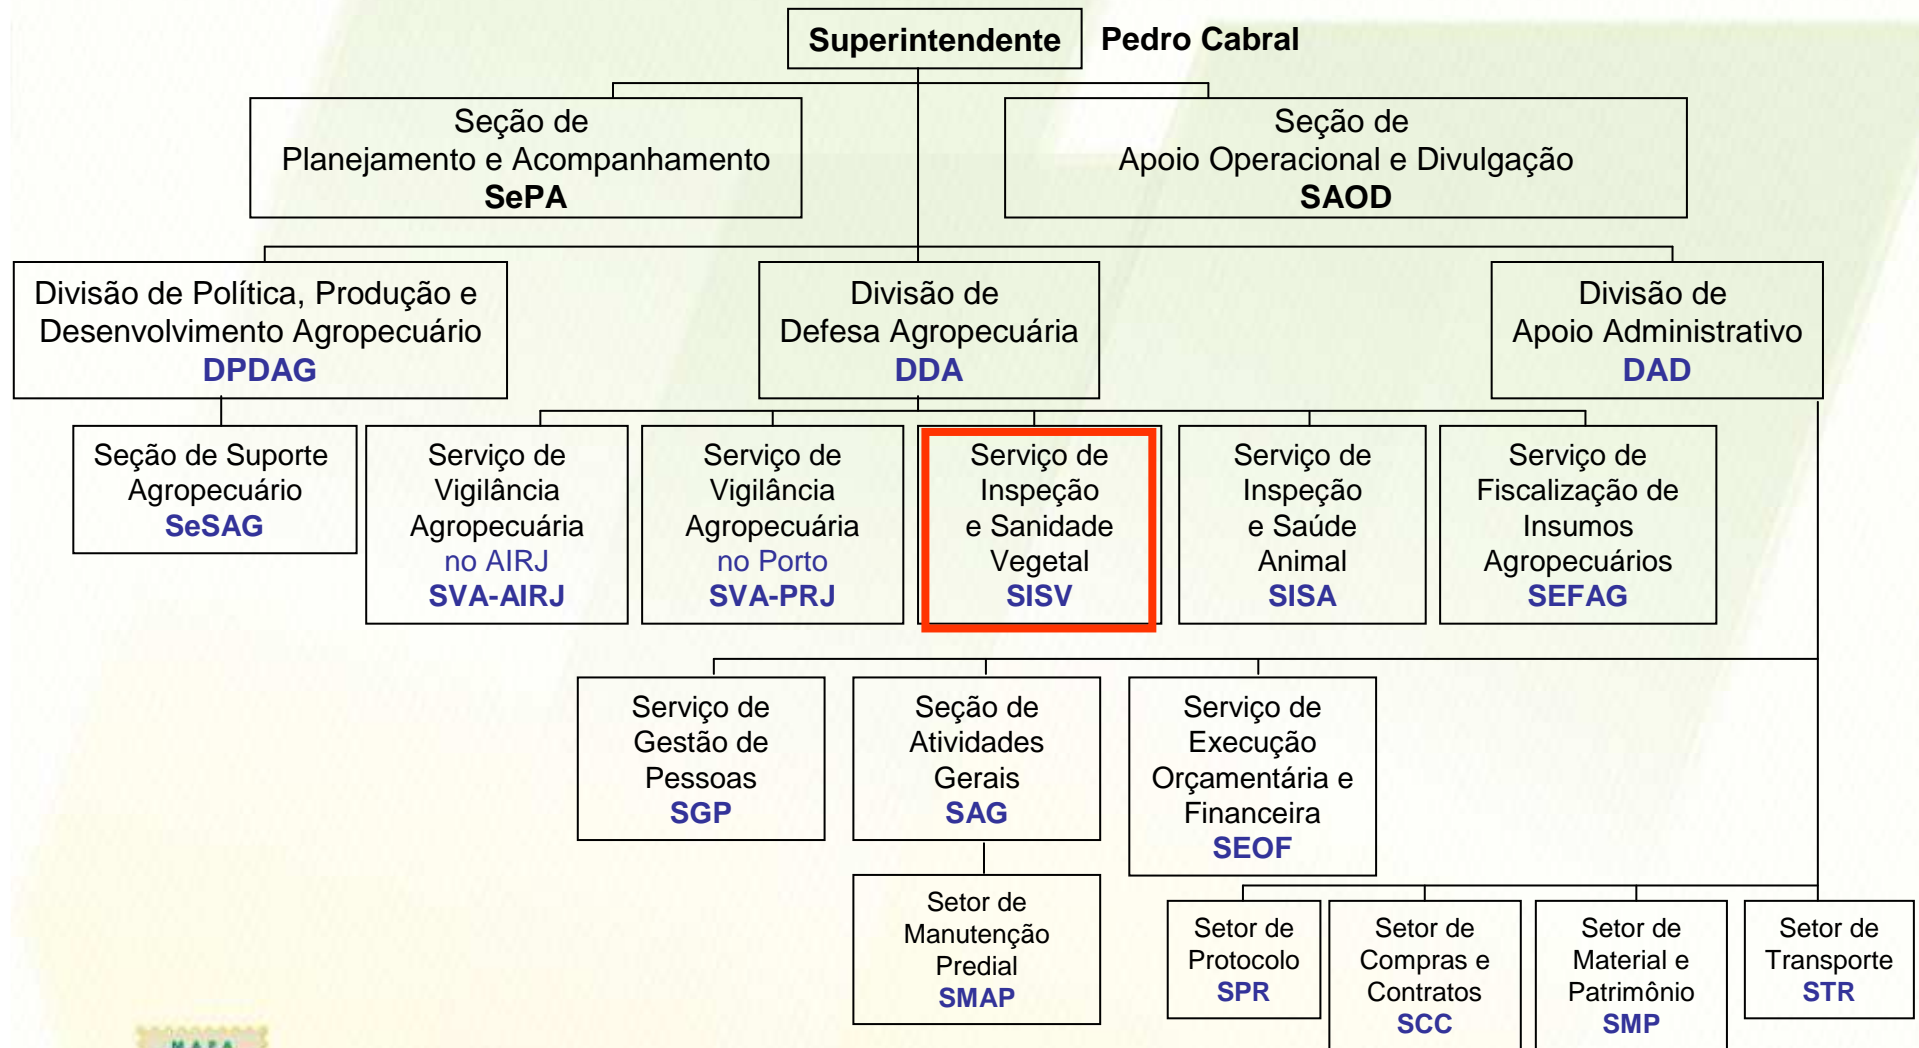 Superintendente
Pedro Cabral
Seção de
Planejamento e Acompanhamento
SePA
Seção de
Apoio Operacional e Divulgação
SAOD
Divisão de Política, Produção e
Desenvolvimento Agropecuário
DPDAG
Divisão de
Defesa Agropecuária
DDA
Divisão de
Apoio Administrativo
DAD
Seção de Suporte
Agropecuário
SeSAG
Serviço de
Vigilância
Agropecuária
no AIRJ
SVA-AIRJ
Serviço de
Vigilância
Agropecuária
no Porto
SVA-PRJ
Serviço de
Inspeção
e Sanidade
Vegetal
SISV
Serviço de
Inspeção
e Saúde
Animal
SISA
Serviço de
Fiscalização de
Insumos
Agropecuários
SEFAG
Serviço de
Gestão de
Pessoas
SGP
Seção de
Atividades
Gerais
SAG
Serviço de
Execução
Orçamentária e
Financeira
SEOF
Setor de
Manutenção
Predial
SMAP
Setor de
Protocolo
SPR
Setor de
Compras e
Contratos
SCC
Setor de
Material e
Patrimônio
SMP
Setor de
Transporte
STR
MAPA